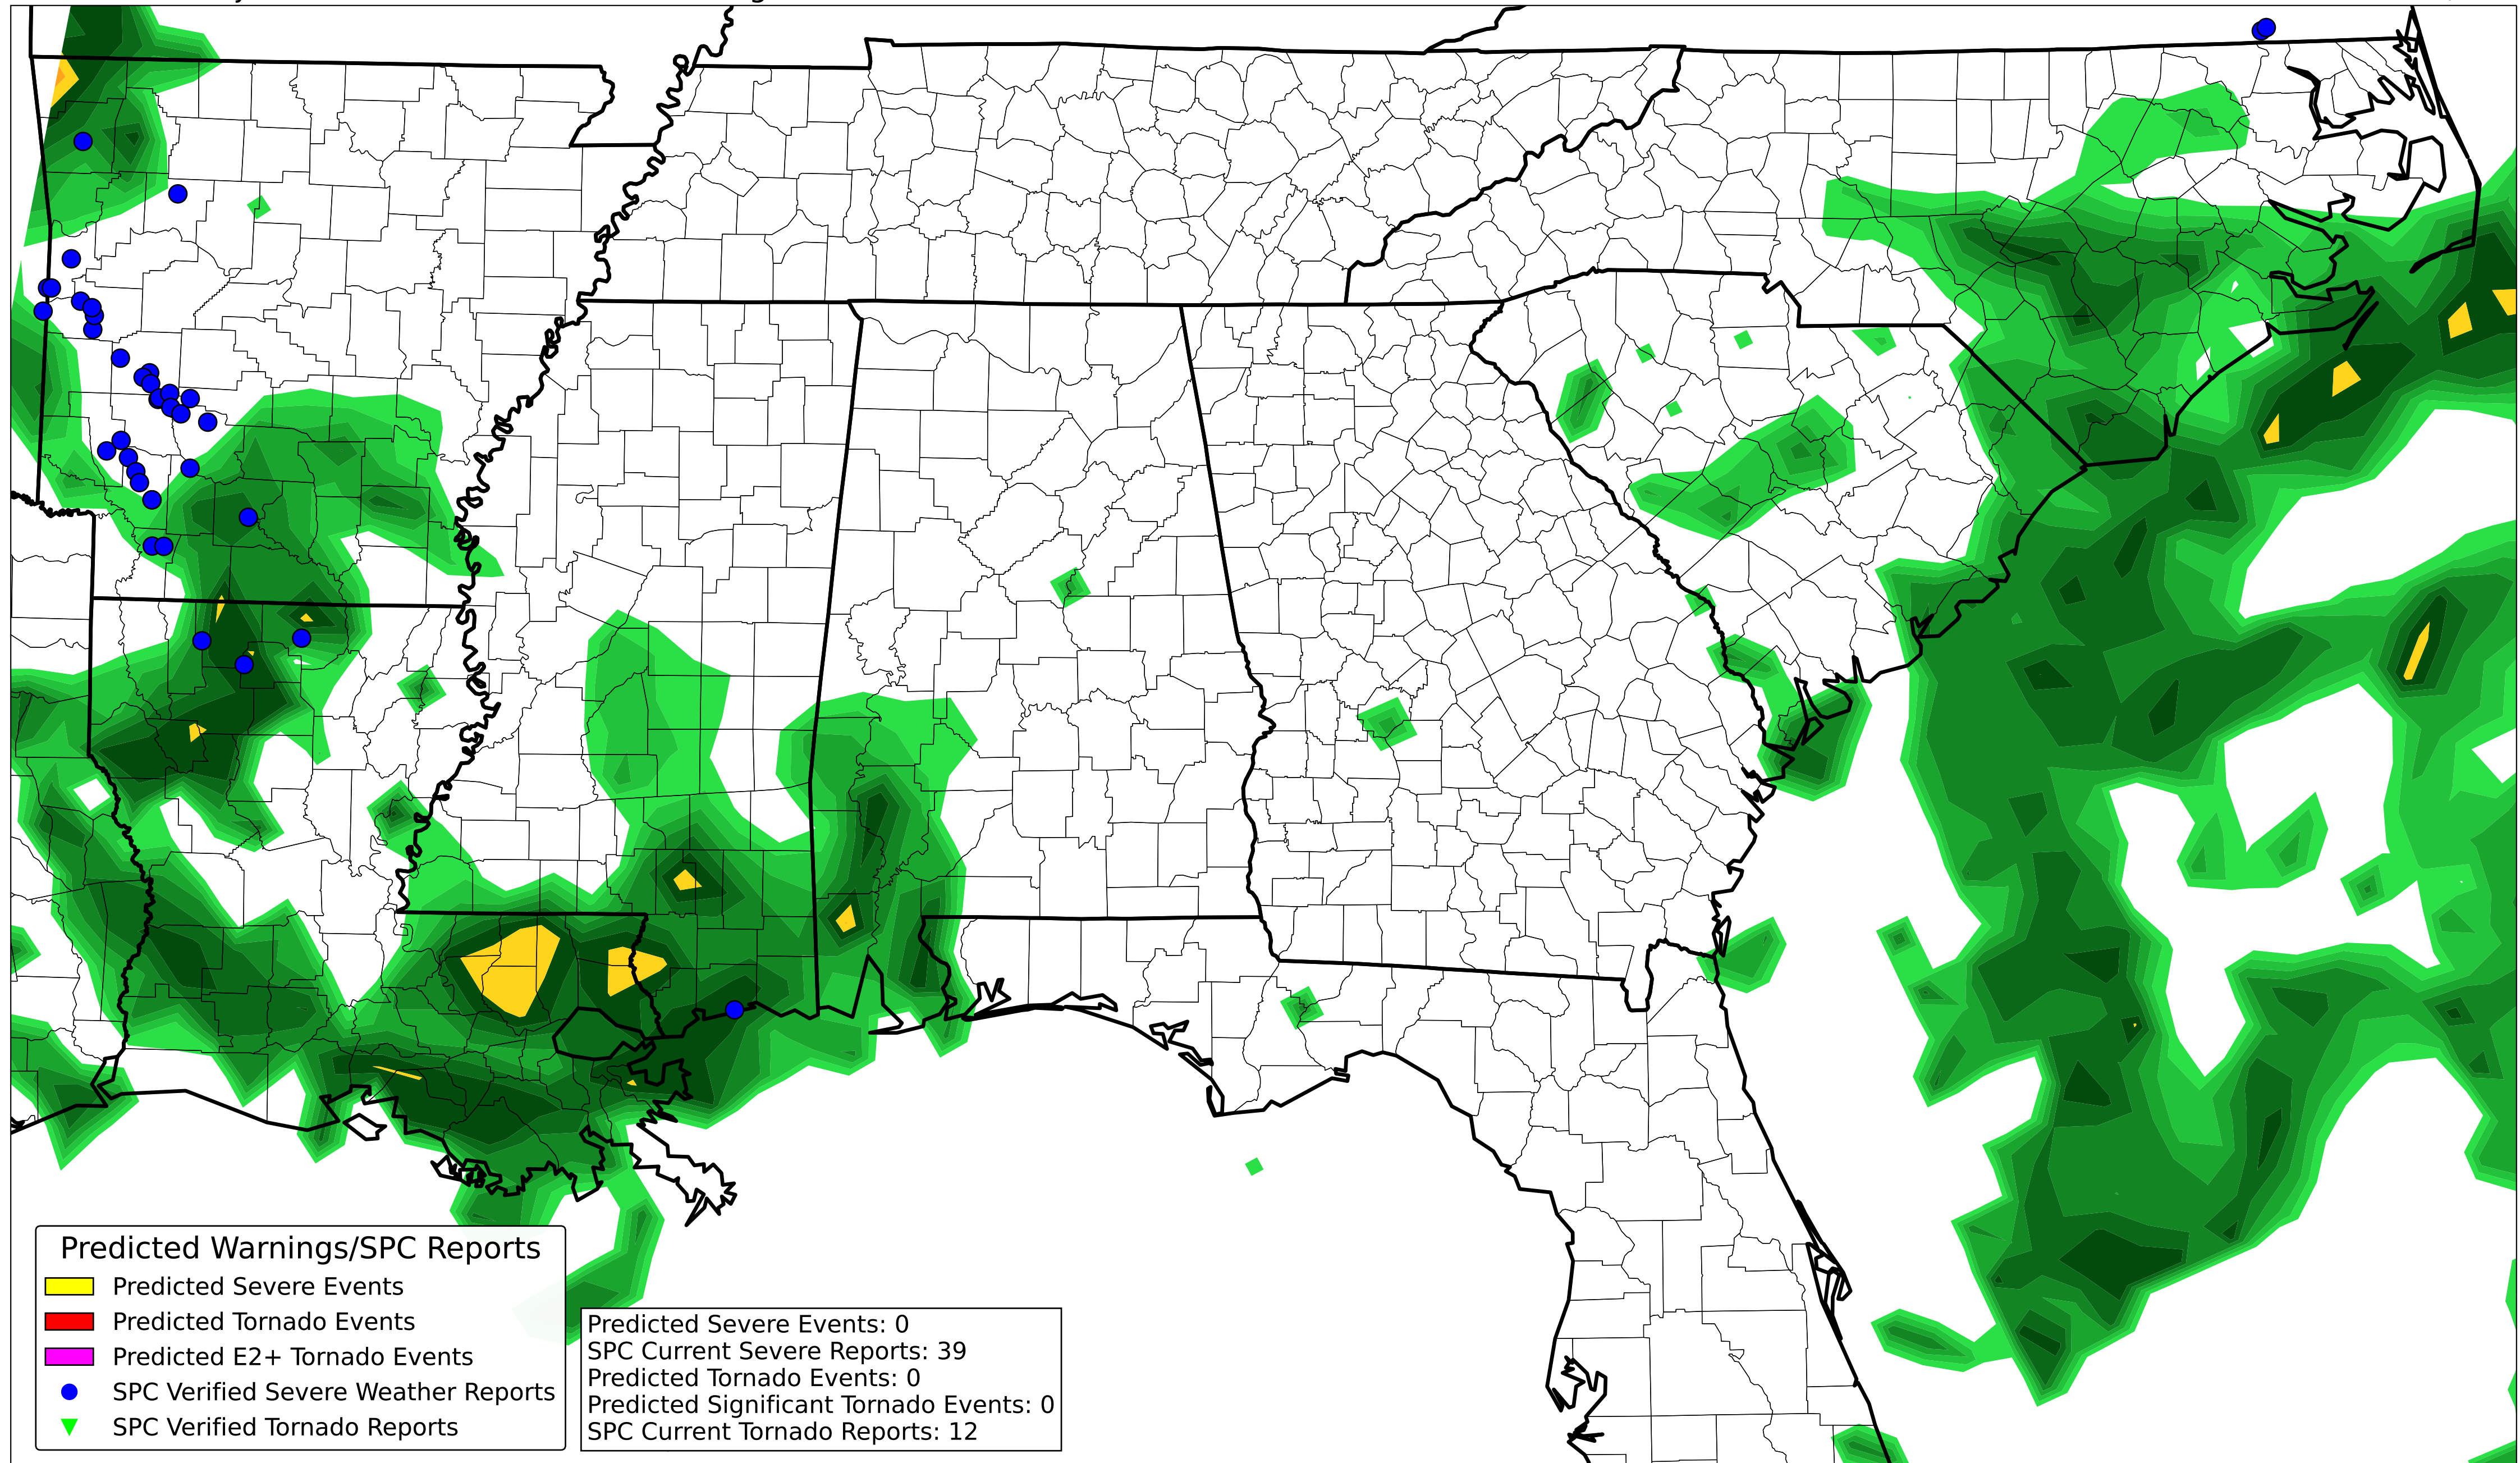 Predicted Warnings/SPC Reports
Predicted Severe Events
Predicted Tornado Events
Predicted E2+ Tornado Events
SPC Verified Severe Weather Reports
SPC Verified Tornado Reports
Predicted Severe Events: 0
SPC Current Severe Reports: 39
Predicted Tornado Events: 0
Predicted Significant Tornado Events: 0
SPC Current Tornado Reports: 12